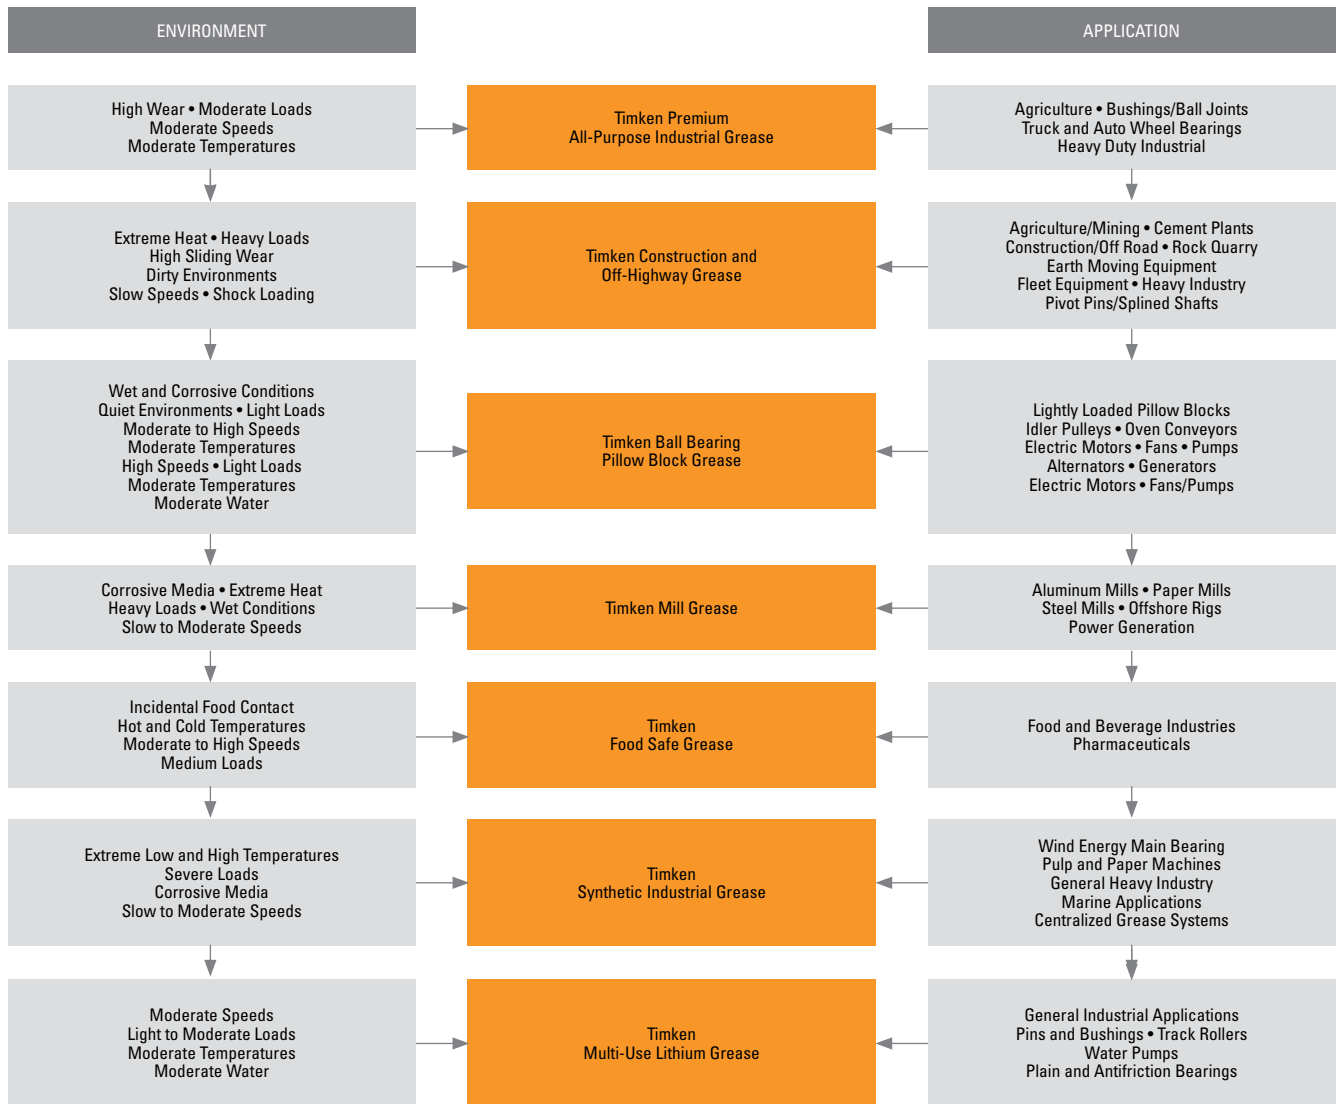 ENVIRONMENT
APPLICATION
High Wear • Moderate Loads
Moderate Speeds
Moderate Temperatures
Timken Premium
All-Purpose Industrial Grease
Agriculture • Bushings/Ball Joints
Truck and Auto Wheel Bearings
Heavy Duty Industrial
Extreme Heat • Heavy Loads
High Sliding Wear
Dirty Environments
Slow Speeds • Shock Loading
Timken Construction and
Off-Highway Grease
Agriculture/Mining • Cement Plants
Construction/Off Road • Rock Quarry
Earth Moving Equipment
Fleet Equipment • Heavy Industry
Pivot Pins/Splined Shafts
Wet and Corrosive Conditions
Quiet Environments • Light Loads
Moderate to High Speeds
Moderate Temperatures
High Speeds • Light Loads
Moderate Temperatures
Moderate Water
Timken Ball Bearing
Pillow Block Grease
Lightly Loaded Pillow Blocks
Idler Pulleys • Oven Conveyors
Electric Motors • Fans • Pumps
Alternators • Generators
Electric Motors • Fans/Pumps
Corrosive Media • Extreme Heat
Heavy Loads • Wet Conditions
Slow to Moderate Speeds
Timken Mill Grease
Aluminum Mills • Paper Mills
Steel Mills • Offshore Rigs
Power Generation
Incidental Food Contact
Hot and Cold Temperatures
Moderate to High Speeds
Medium Loads
Timken
Food Safe Grease
Food and Beverage Industries
Pharmaceuticals
Extreme Low and High Temperatures
Severe Loads
Corrosive Media
Slow to Moderate Speeds
Timken
Synthetic Industrial Grease
Wind Energy Main Bearing
Pulp and Paper Machines
General Heavy Industry
Marine Applications
Centralized Grease Systems
Moderate Speeds
Light to Moderate Loads
Moderate Temperatures
Moderate Water
Timken
Multi-Use Lithium Grease
General Industrial Applications
Pins and Bushings • Track Rollers
Water Pumps
Plain and Antifriction Bearings